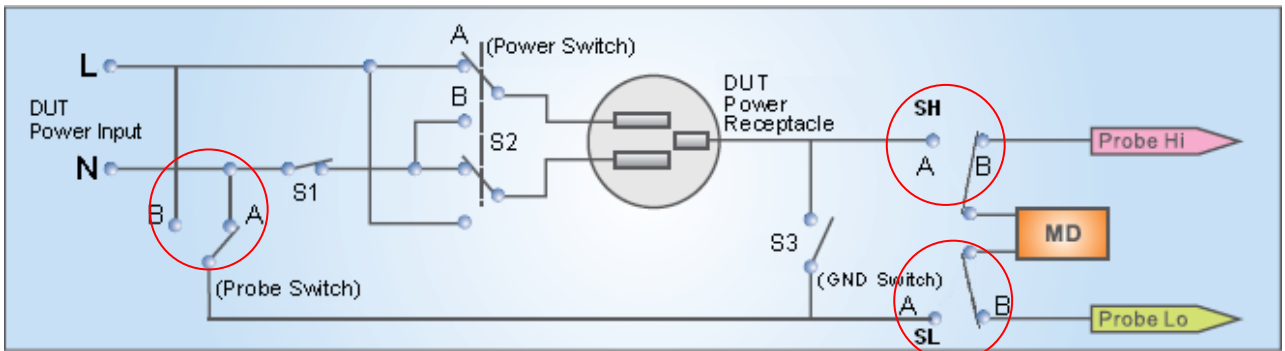 L
DUT
Power Input
N
B
A
(Probe Switch)
S1
A
(Power Switch)
B
S2
DUT
Power
Receptacle
S3
(GND Switch)
SH
A
B
Probe Hi
MD
A
B
SL
Probe Lo